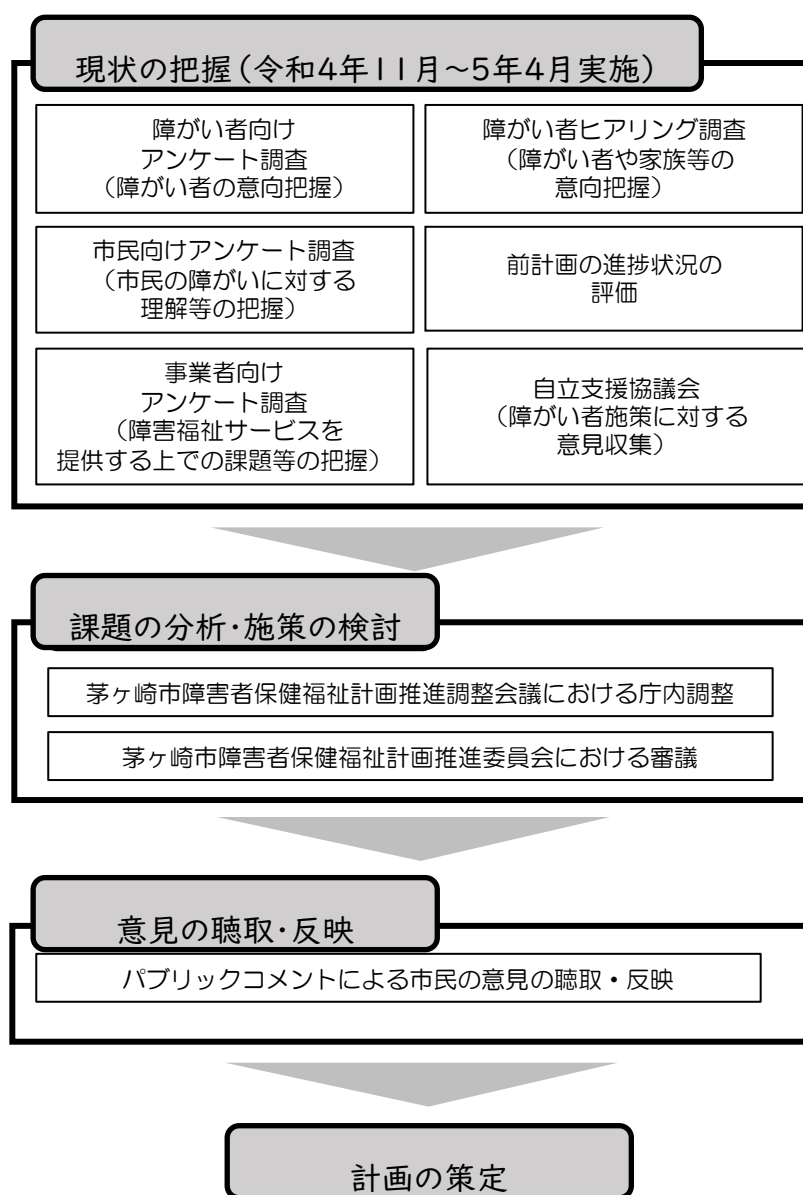 現状の把握（令和4年11月～5年4月実施）
障がい者向け
アンケート調査
（障がい者の意向把握）
障がい者ヒアリング調査
（障がい者や家族等の
意向把握）
市民向けアンケート調査
（市民の障がいに対する
理解等の把握）
前計画の進捗状況の
評価
事業者向け
アンケート調査
（障害福祉サービスを
提供する上での課題等の把握）
自立支援協議会
（障がい者施策に対する
意見収集）
課題の分析・施策の検討
茅ヶ崎市障害者保健福祉計画推進調整会議における庁内調整
茅ヶ崎市障害者保健福祉計画推進委員会における審議
意見の聴取・反映
パブリックコメントによる市民の意見の聴取・反映
計画の策定